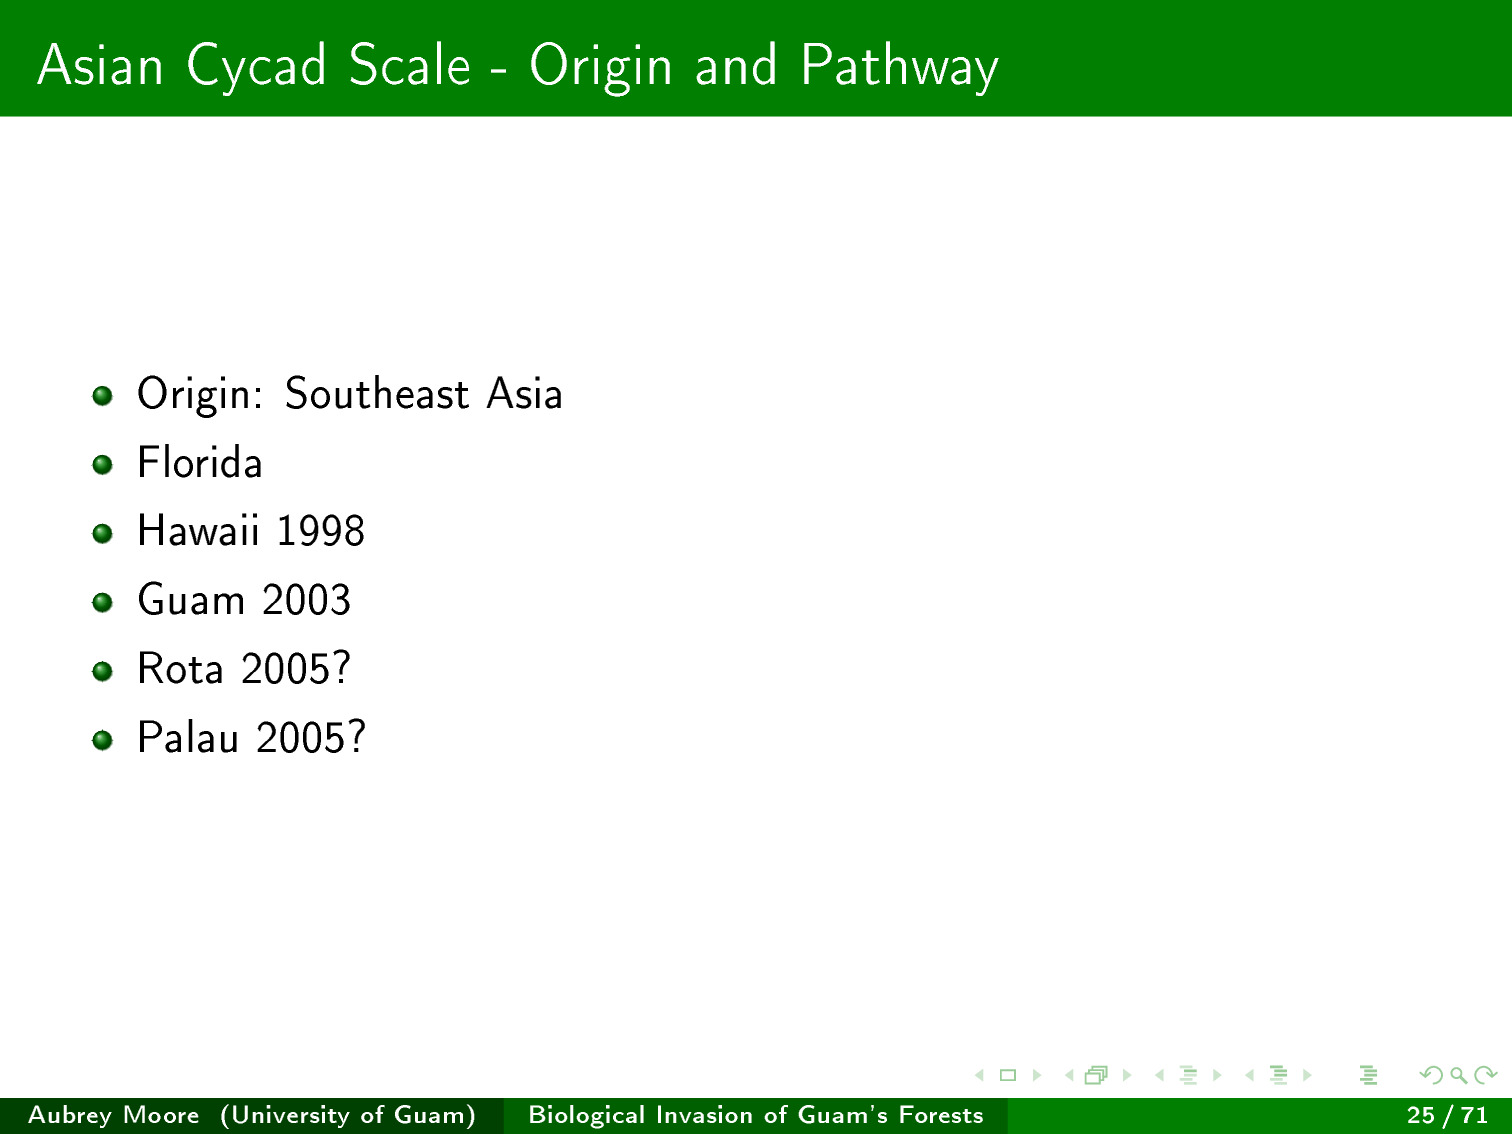 Asian Cycad Scale - Origin and Pathway
Origin: Southeast Asia
Florida
Hawaii 1998
Guam 2003
Rota 2005?
Palau 2005?
Aubrey Moore (University of Guam) Biological Invasion of Guam's Forests 25 / 71